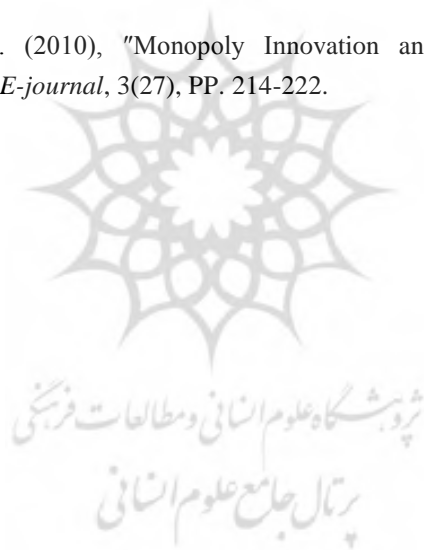 . (2010), "Monopoly Innovation an
E-journal, 3(27), PP. 214-222.
پژوهشگاه علوم انسانی و مطالعات فرهنگی
پرتال جامع علوم انسانی